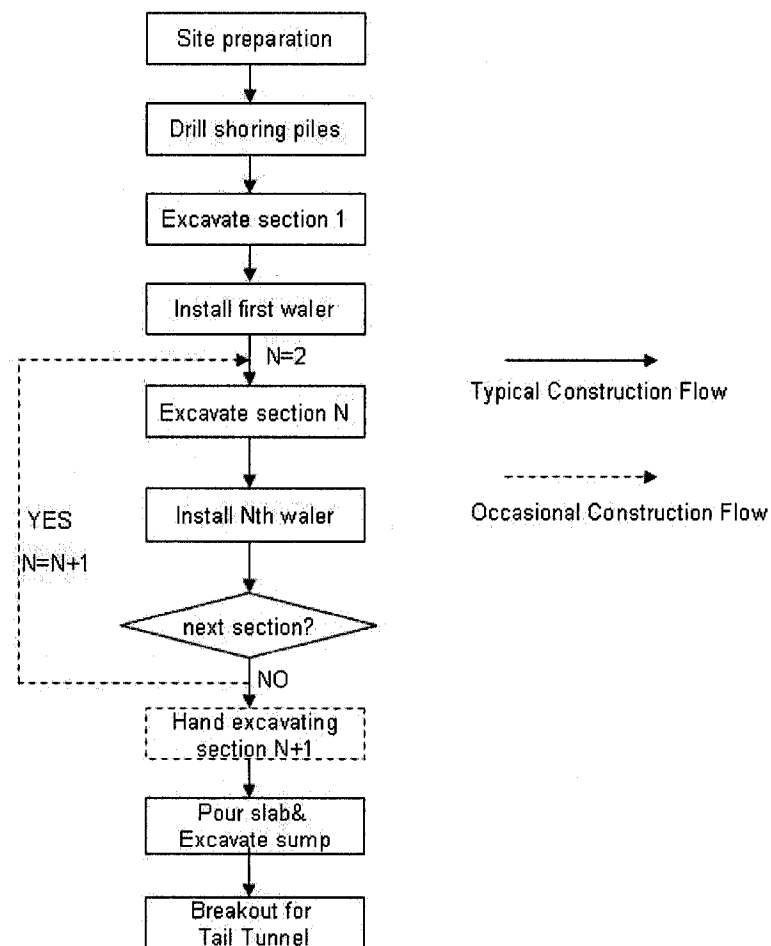 Site preparation
Drill shoring piles
Excavate section 1
Install first waler
N=2
Excavate section N
Typical Construction Flow
Install Nth waler
Occasional Construction Flow
YES
N=N+1
next section?
NO
Hand excavating
section N+1
Pour slab&
Excavate sump
Breakout for
Tail Tunnel